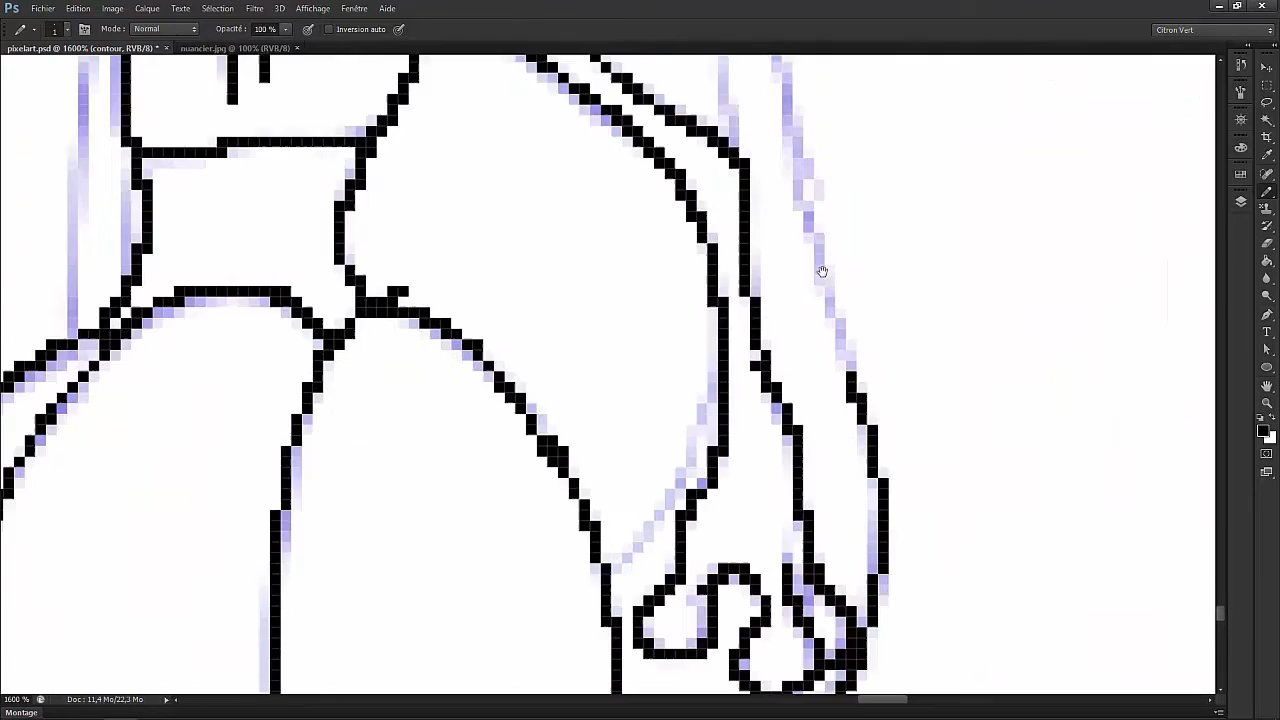 Ps Fichier Edition Image Calque Texte Sélection Filtre 3D Affichage Fenêtre Aide
1 Mode : Normal Opacité : 100 % Inversion auto Citron Vert
pixelart.psd @ 1600% (contour, RVB/8) * × nuancier.jpg @ 100% (RVB/8) ×
1600 % Doc : 11,4 Mo/22,3 Mo
Montage